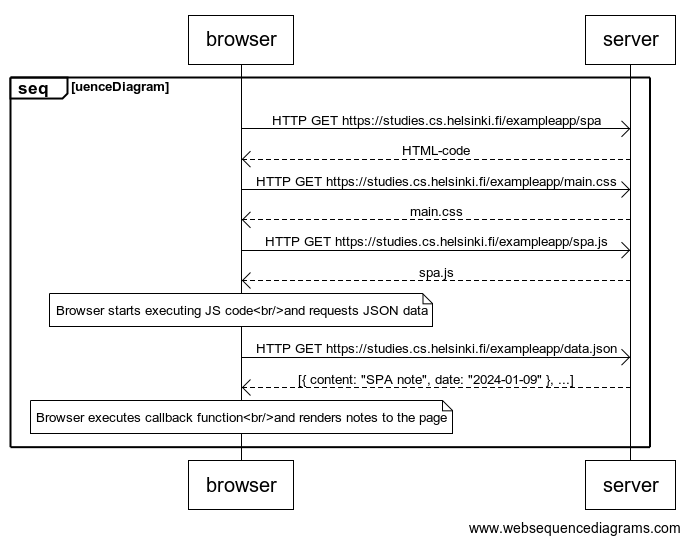 browser server
seq [uenceDiagram]
HTTP GET https://studies.cs.helsinki.fi/exampleapp/spa
HTML-code
HTTP GET https://studies.cs.helsinki.fi/exampleapp/main.css
main.css
HTTP GET https://studies.cs.helsinki.fi/exampleapp/spa.js
spa.js
Browser starts executing JS code<br/>and requests JSON data
HTTP GET https://studies.cs.helsinki.fi/exampleapp/data.json
[{ content: "SPA note", date: "2024-01-09" }, ...]
Browser executes callback function<br/>and renders notes to the page
browser server
www.websequencediagrams.com